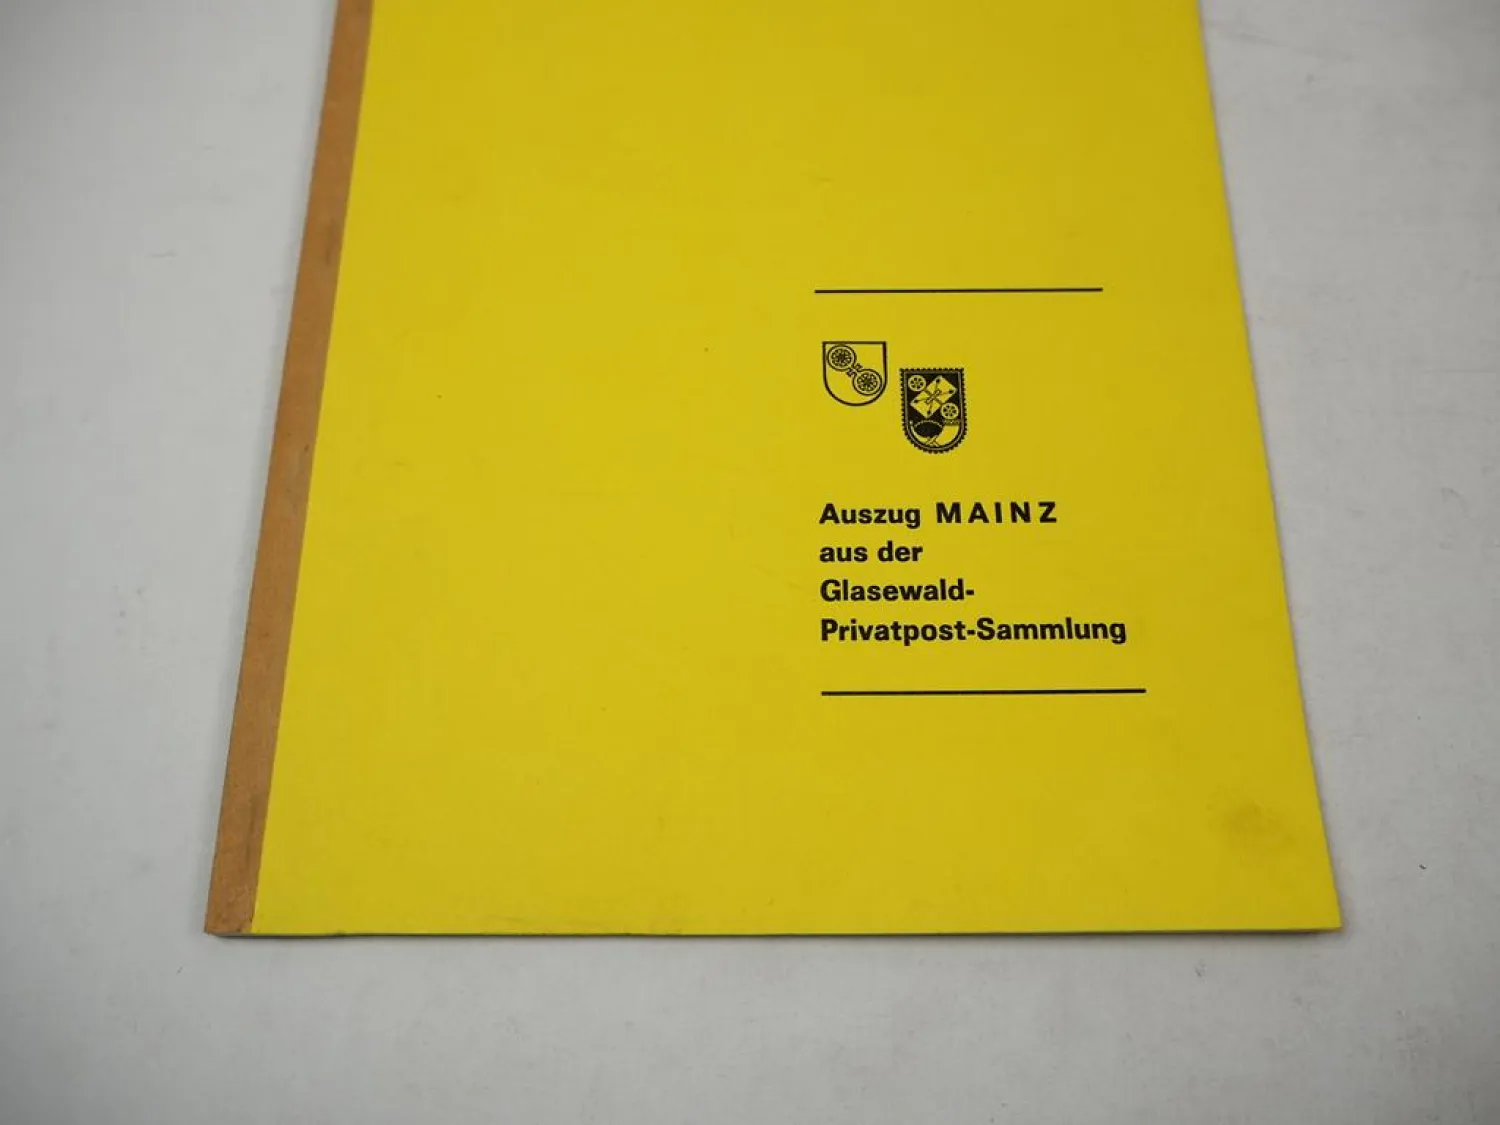 Auszug MAINZ
aus der
Glasewald-
Privatpost-Sammlung